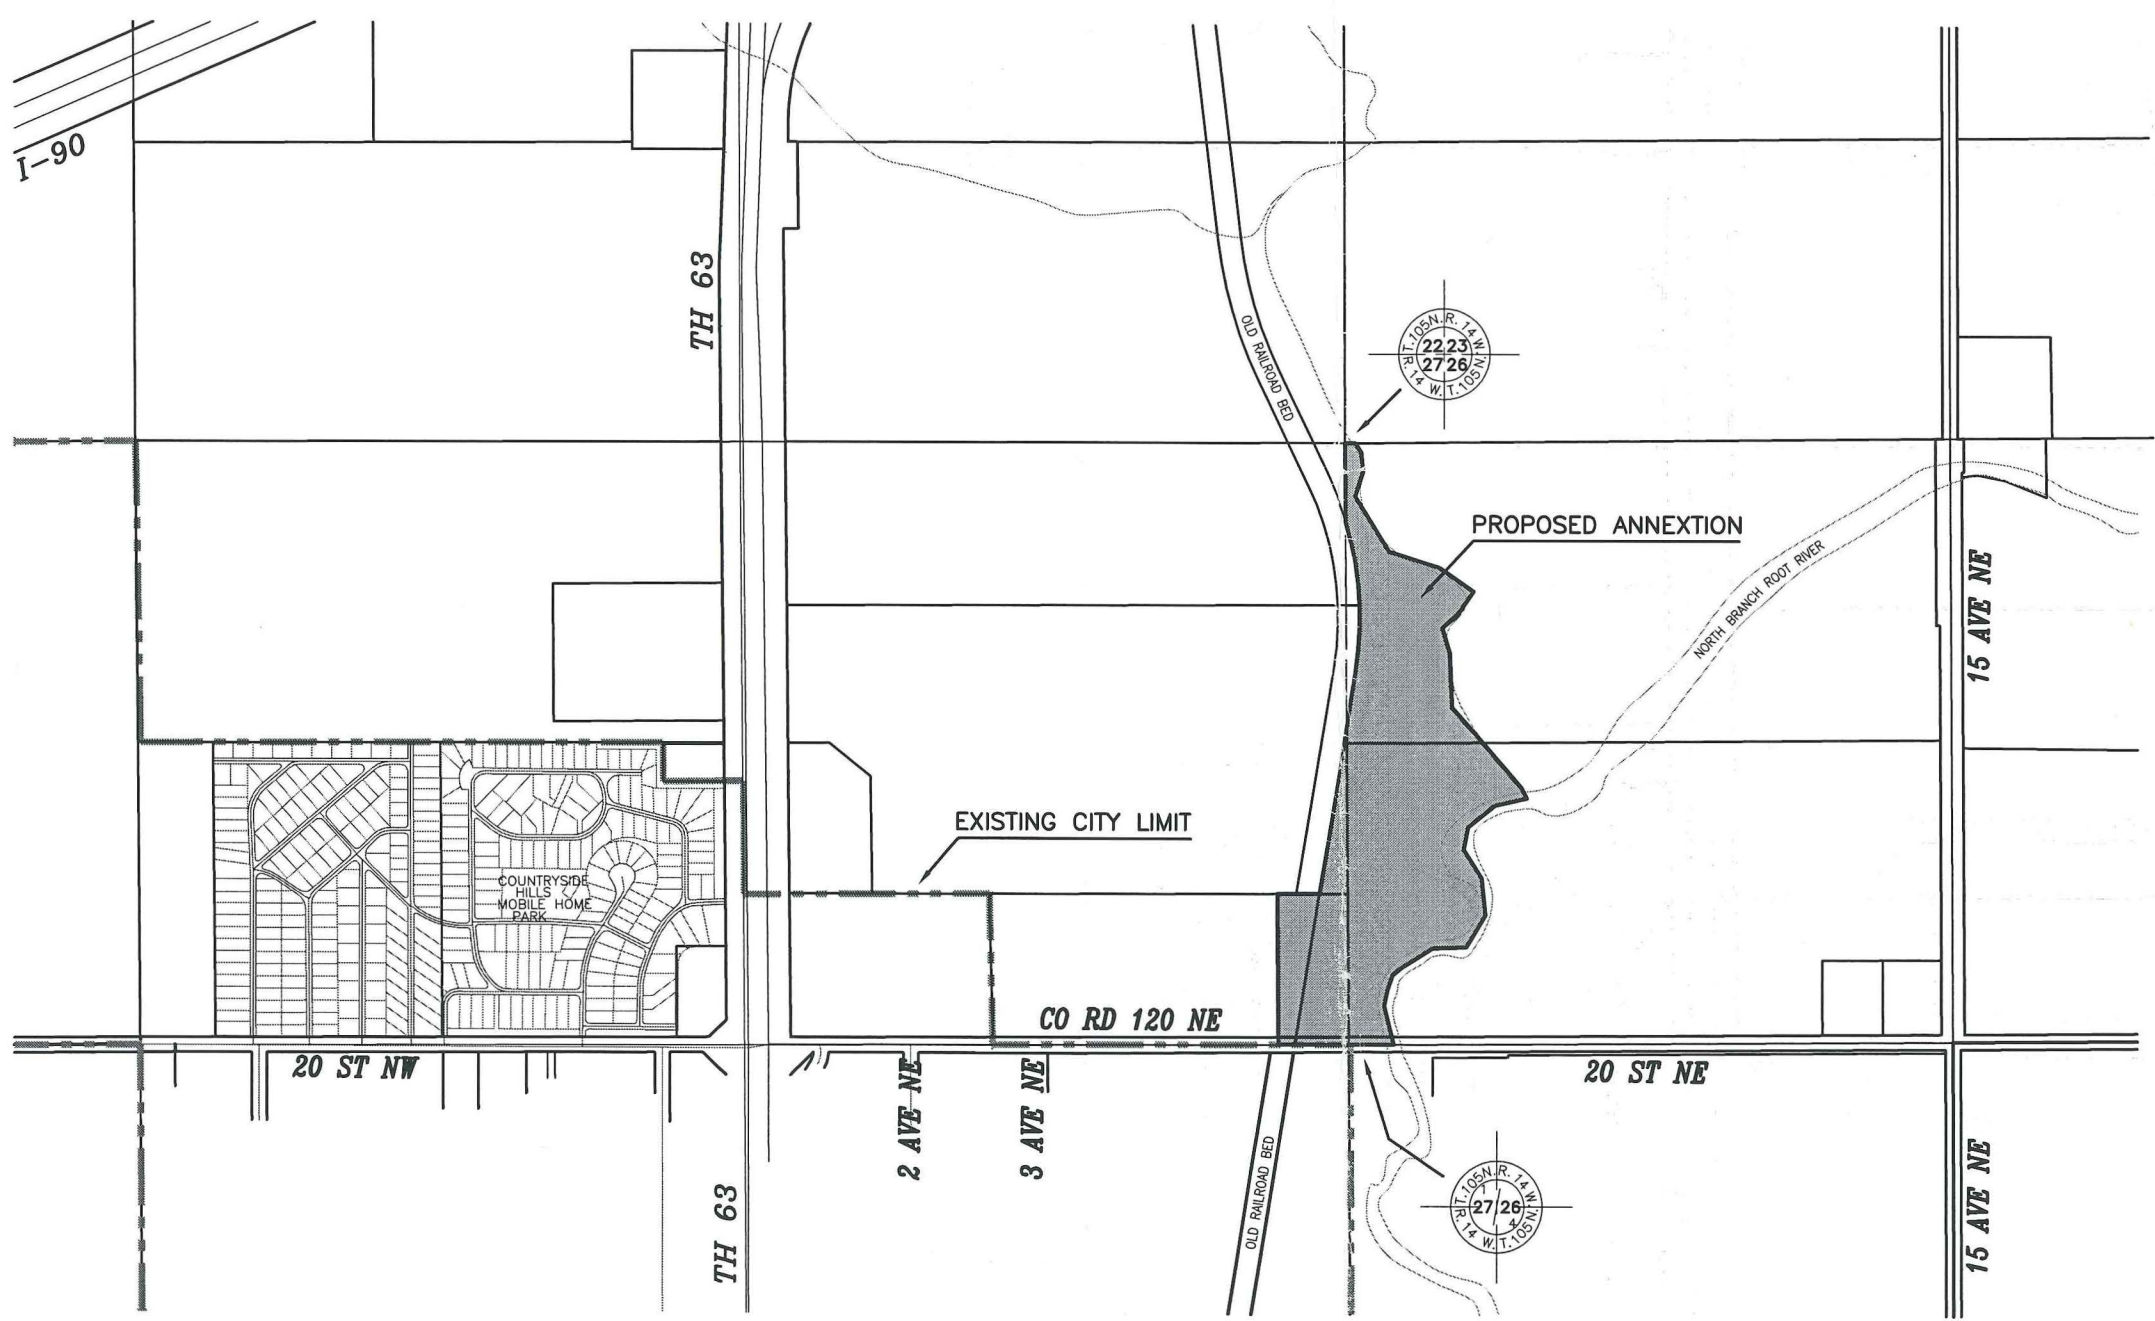 I-90
TH 63
OLD RAILROAD BED
T.105N. R. 14 W.
22 23
27 26
R. 14 W. T.105N.
PROPOSED ANNEXTION
NORTH BRANCH ROOT RIVER
15 AVE NE
EXISTING CITY LIMIT
COUNTRYSIDE
HILLS
MOBILE HOME
PARK
CO RD 120 NE
20 ST NW
20 ST NE
2 AVE NE
3 AVE NE
TH 63
OLD RAILROAD BED
T.105N. R. 14 W.
27 26
R. 14 W. T.105N.
15 AVE NE